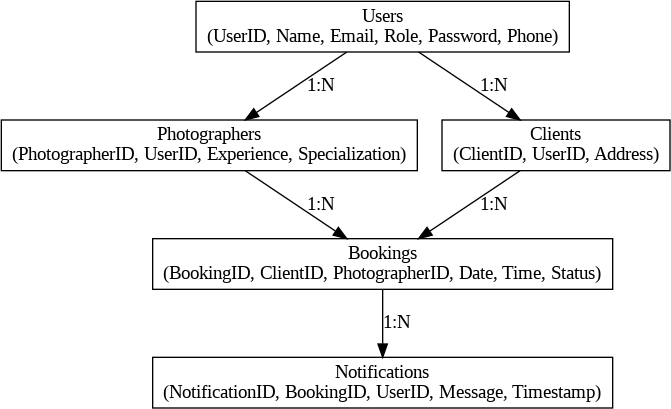 Users
(UserID, Name, Email, Role, Password, Phone)
1:N
1:N
Photographers
(PhotographerID, UserID, Experience, Specialization)
Clients
(ClientID, UserID, Address)
1:N
1:N
Bookings
(BookingID, ClientID, PhotographerID, Date, Time, Status)
1:N
Notifications
(NotificationID, BookingID, UserID, Message, Timestamp)